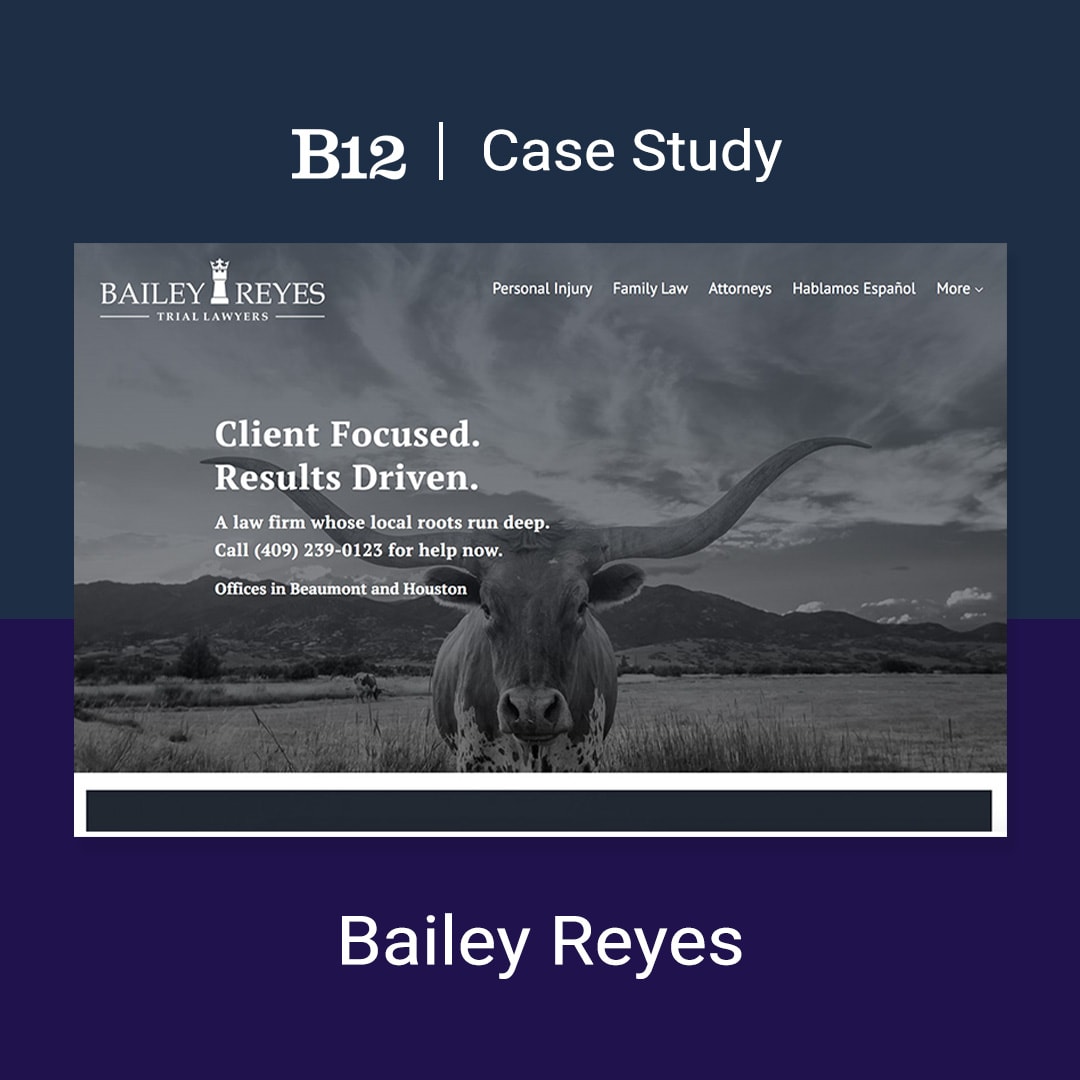 B12 | Case Study
BAILEY REYES
TRIAL LAWYERS
Personal Injury Family Law Attorneys Hablamos Español More
Client Focused.
Results Driven.
A law firm whose local roots run deep.
Call (409) 239-0123 for help now.
Offices in Beaumont and Houston
Bailey Reyes